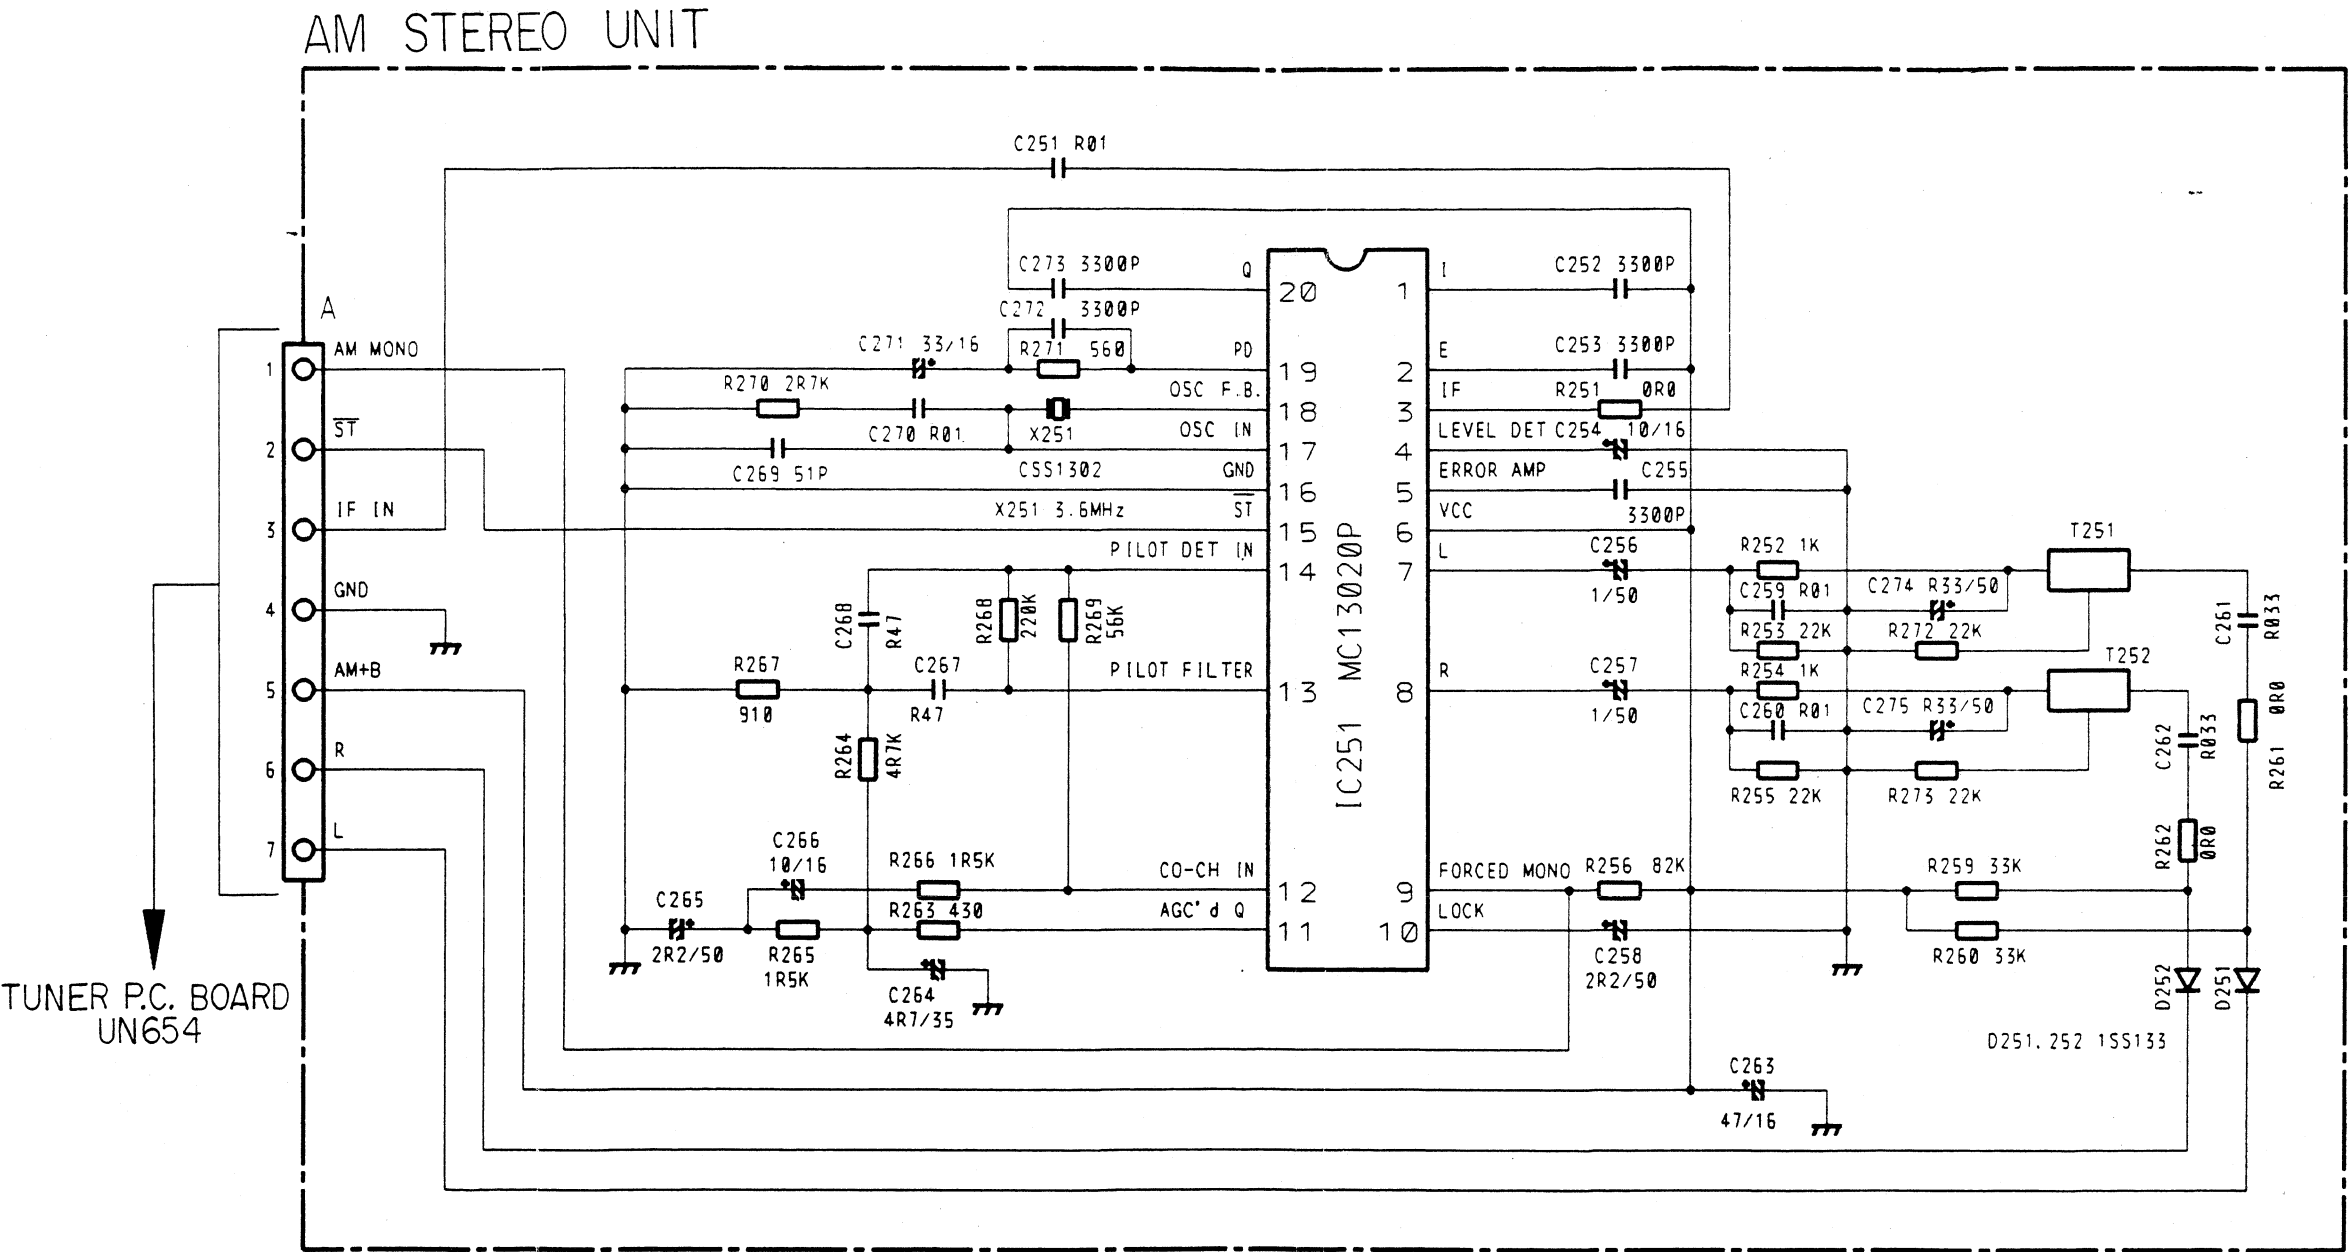 AM STEREO UNIT
C251 R01
C273 3300P
Q
20
1
I
C252 3300P
C272 3300P
A
1
AM MONO
C271 33/16
R271 560
PD
19
2
E
C253 3300P
R270 2R7K
OSC F.B.
18
3
IF
R251 0R0
2
ST
C270 R01
X251
OSC IN
17
4
LEVEL DET
C254 10/16
C269 51P
CSS1302
GND
16
5
ERROR AMP
C255
3300P
3
IF IN
X251 3.6MHz
ST
15
6
VCC
PILOT DET IN
14
7
L
C256
1/50
R252 1K
T251
C259 R01
C274 R33/50
4
GND
C268
R47
R268
220K
R269
56K
R253 22K
R272 22K
C261
R033
5
AM+B
R267
910
C267
R47
PILOT FILTER
13
8
R
C257
1/50
R254 1K
T252
C260 R01
C275 R33/50
IC251 MC13020P
R264
4R7K
C262
R033
0R0
R261
6
R
R255 22K
R273 22K
7
L
C266
10/16
R266 1R5K
CO-CH IN
12
9
FORCED MONO
R256 82K
R259 33K
R262
0R0
C265
2R2/50
R263 430
AGC'd Q
11
10
LOCK
R265
1R5K
C258
2R2/50
R260 33K
C264
4R7/35
D252
D251
TUNER P.C. BOARD
UN654
D251.252 1SS133
C263
47/16